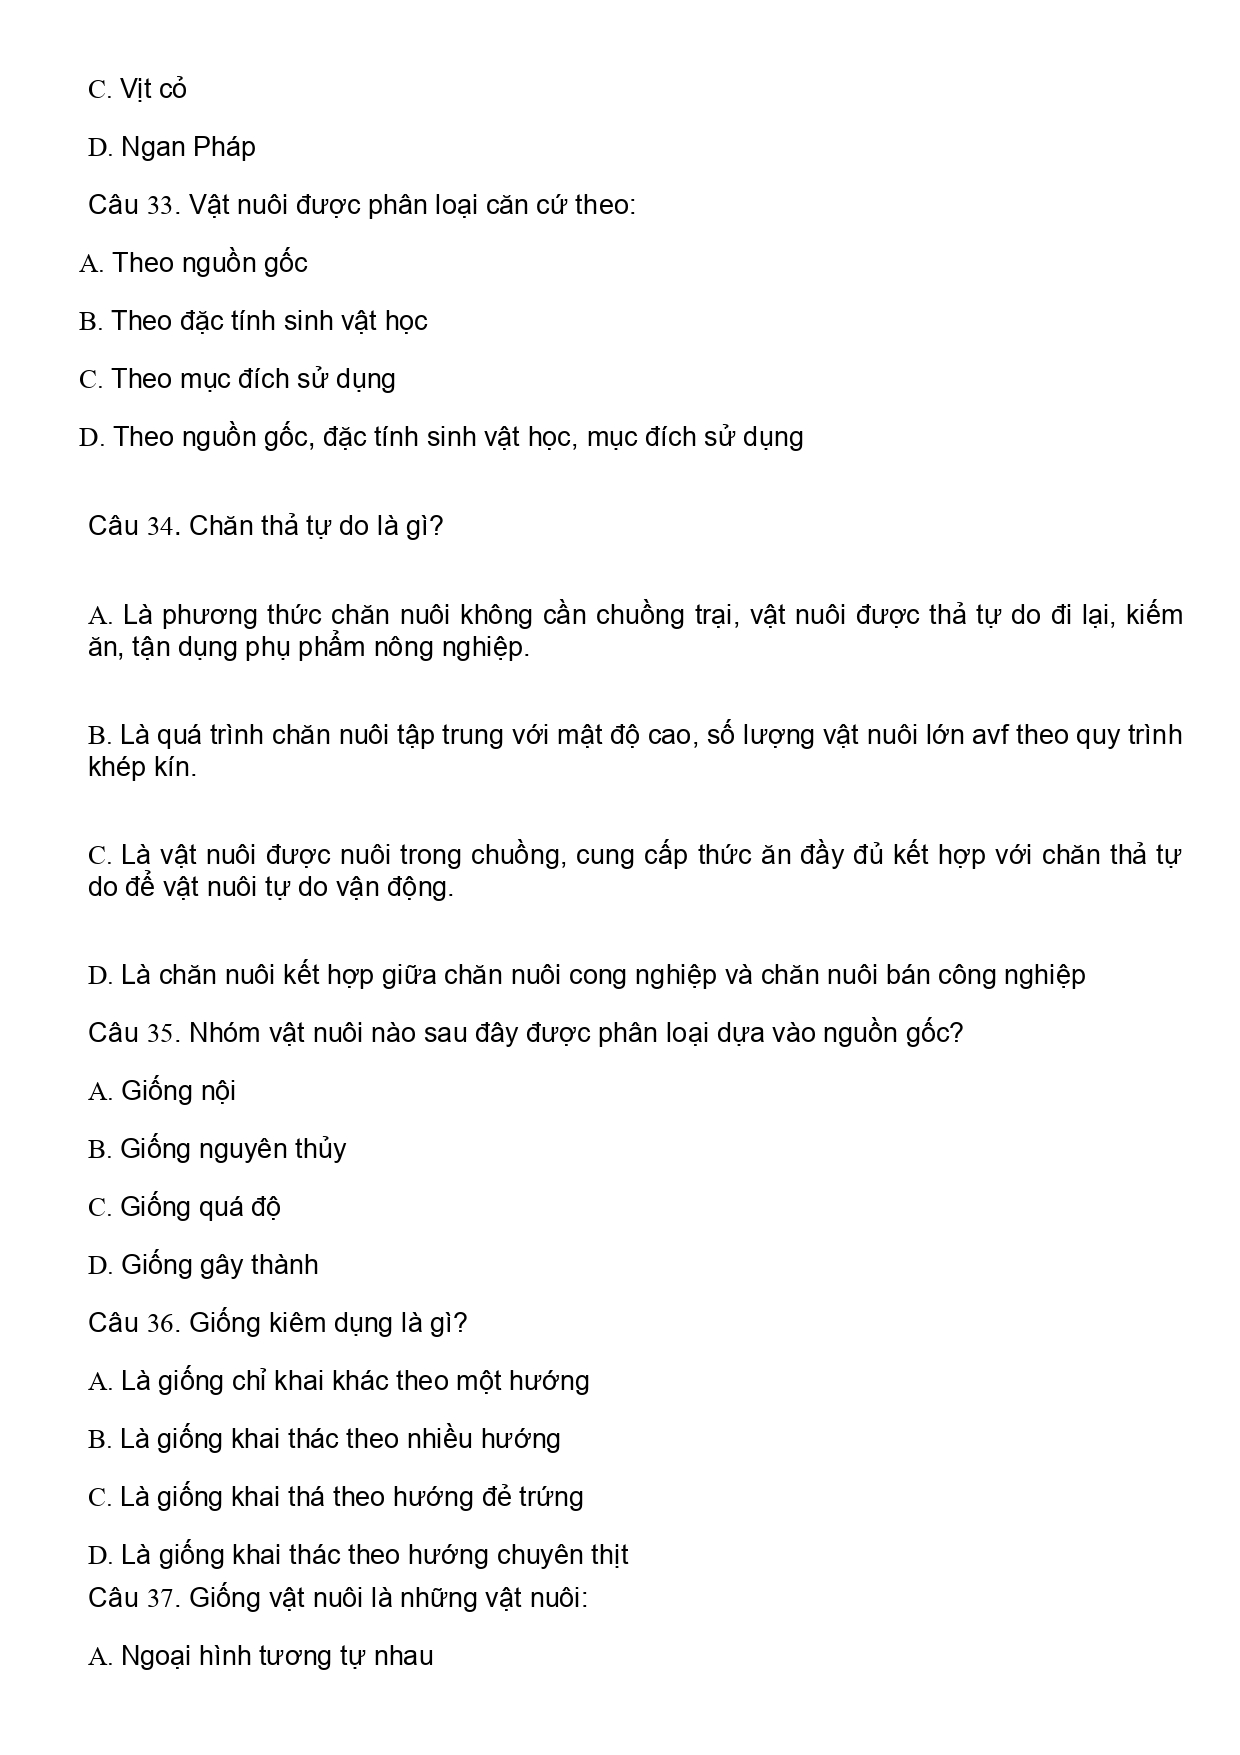 C. Vịt cỏ
D. Ngan Pháp
Câu 33. Vật nuôi được phân loại căn cứ theo:
A. Theo nguồn gốc
B. Theo đặc tính sinh vật học
C. Theo mục đích sử dụng
D. Theo nguồn gốc, đặc tính sinh vật học, mục đích sử dụng
Câu 34. Chăn thả tự do là gì?
A. Là phương thức chăn nuôi không cần chuồng trại, vật nuôi được thả tự do đi lại, kiếm
ăn, tận dụng phụ phẩm nông nghiệp.
B. Là quá trình chăn nuôi tập trung với mật độ cao, số lượng vật nuôi lớn avf theo quy trình
khép kín.
C. Là vật nuôi được nuôi trong chuồng, cung cấp thức ăn đầy đủ kết hợp với chăn thả tự
do để vật nuôi tự do vận động.
D. Là chăn nuôi kết hợp giữa chăn nuôi cong nghiệp và chăn nuôi bán công nghiệp
Câu 35. Nhóm vật nuôi nào sau đây được phân loại dựa vào nguồn gốc?
A. Giống nội
B. Giống nguyên thủy
C. Giống quá độ
D. Giống gây thành
Câu 36. Giống kiêm dụng là gì?
A. Là giống chỉ khai khác theo một hướng
B. Là giống khai thác theo nhiều hướng
C. Là giống khai thá theo hướng đẻ trứng
D. Là giống khai thác theo hướng chuyên thịt
Câu 37. Giống vật nuôi là những vật nuôi:
A. Ngoại hình tương tự nhau